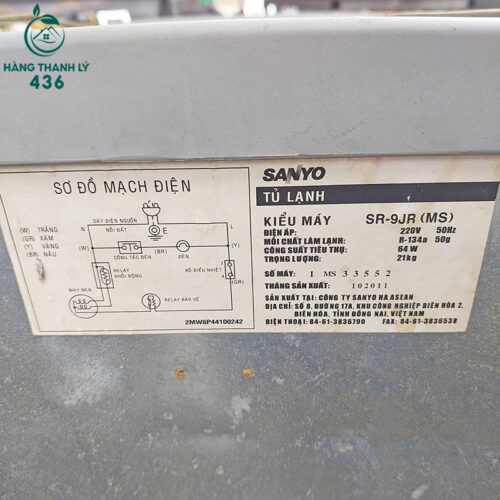 HÀNG THANH LÝ
436
SƠ ĐỒ MẠCH ĐIỆN
DÂY ĐIỆN NGUỒN
N
L
NỐI ĐẤT
E
(W) TRẮNG
(GR) XÁM
(Y) VÀNG
(BR) NÂU
(W)
(BR)
(Y)
CÔNG TẮC ĐÈN
ĐÈN
RELAY
KHỞI ĐỘNG
BỘ ĐIỀU NHIỆT
(GR)
MÁY NÉN
RELAY BẢO VỆ
2MW6P44100242
SANYO
TỦ LẠNH
KIỂU MÁY SR-9JR (MS)
ĐIỆN ÁP: 220V 50Hz
MÔI CHẤT LÀM LẠNH: R-134a 50g
CÔNG SUẤT TIÊU THỤ: 64 W
TRỌNG LƯỢNG: 21kg
SỐ MÁY: 1 MS 33552
THÁNG SẢN XUẤT: 102011
SẢN XUẤT TẠI: CÔNG TY SANYO HA ASEAN
ĐỊA CHỈ: SỐ 8, ĐƯỜNG 17A, KHU CÔNG NGHIỆP BIÊN HÒA 2,
BIÊN HÒA, TỈNH ĐỒNG NAI, VIỆT NAM
ĐIỆN THOẠI: 84-61-3836790 FAX: 84-61-3836538